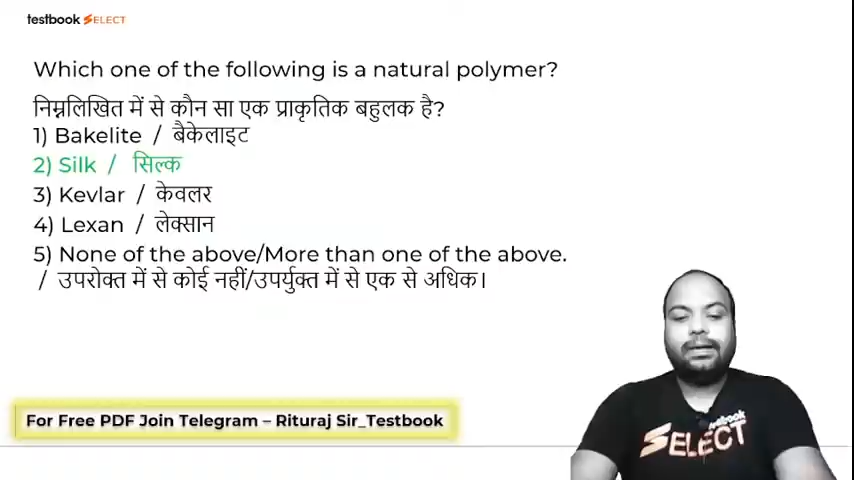 testbook SELECT
Which one of the following is a natural polymer?
निम्नलिखित में से कौन सा एक प्राकृतिक बहुलक है?
1) Bakelite / बैकेलाइट
2) Silk / सिल्क
3) Kevlar / केवलर
4) Lexan / लेक्सान
5) None of the above/More than one of the above.
/ उपरोक्त में से कोई नहीं/उपर्युक्त में से एक से अधिक।
For Free PDF Join Telegram – Rituraj Sir_Testbook
testbook
SELECT